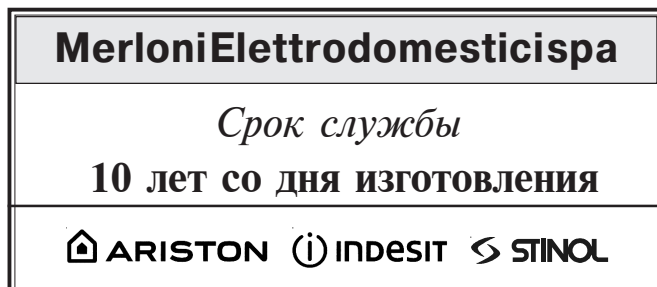 MerloniElettrodomesticispa
Срок службы
10 лет со дня изготовления
ARISTON INDESIT STINOL